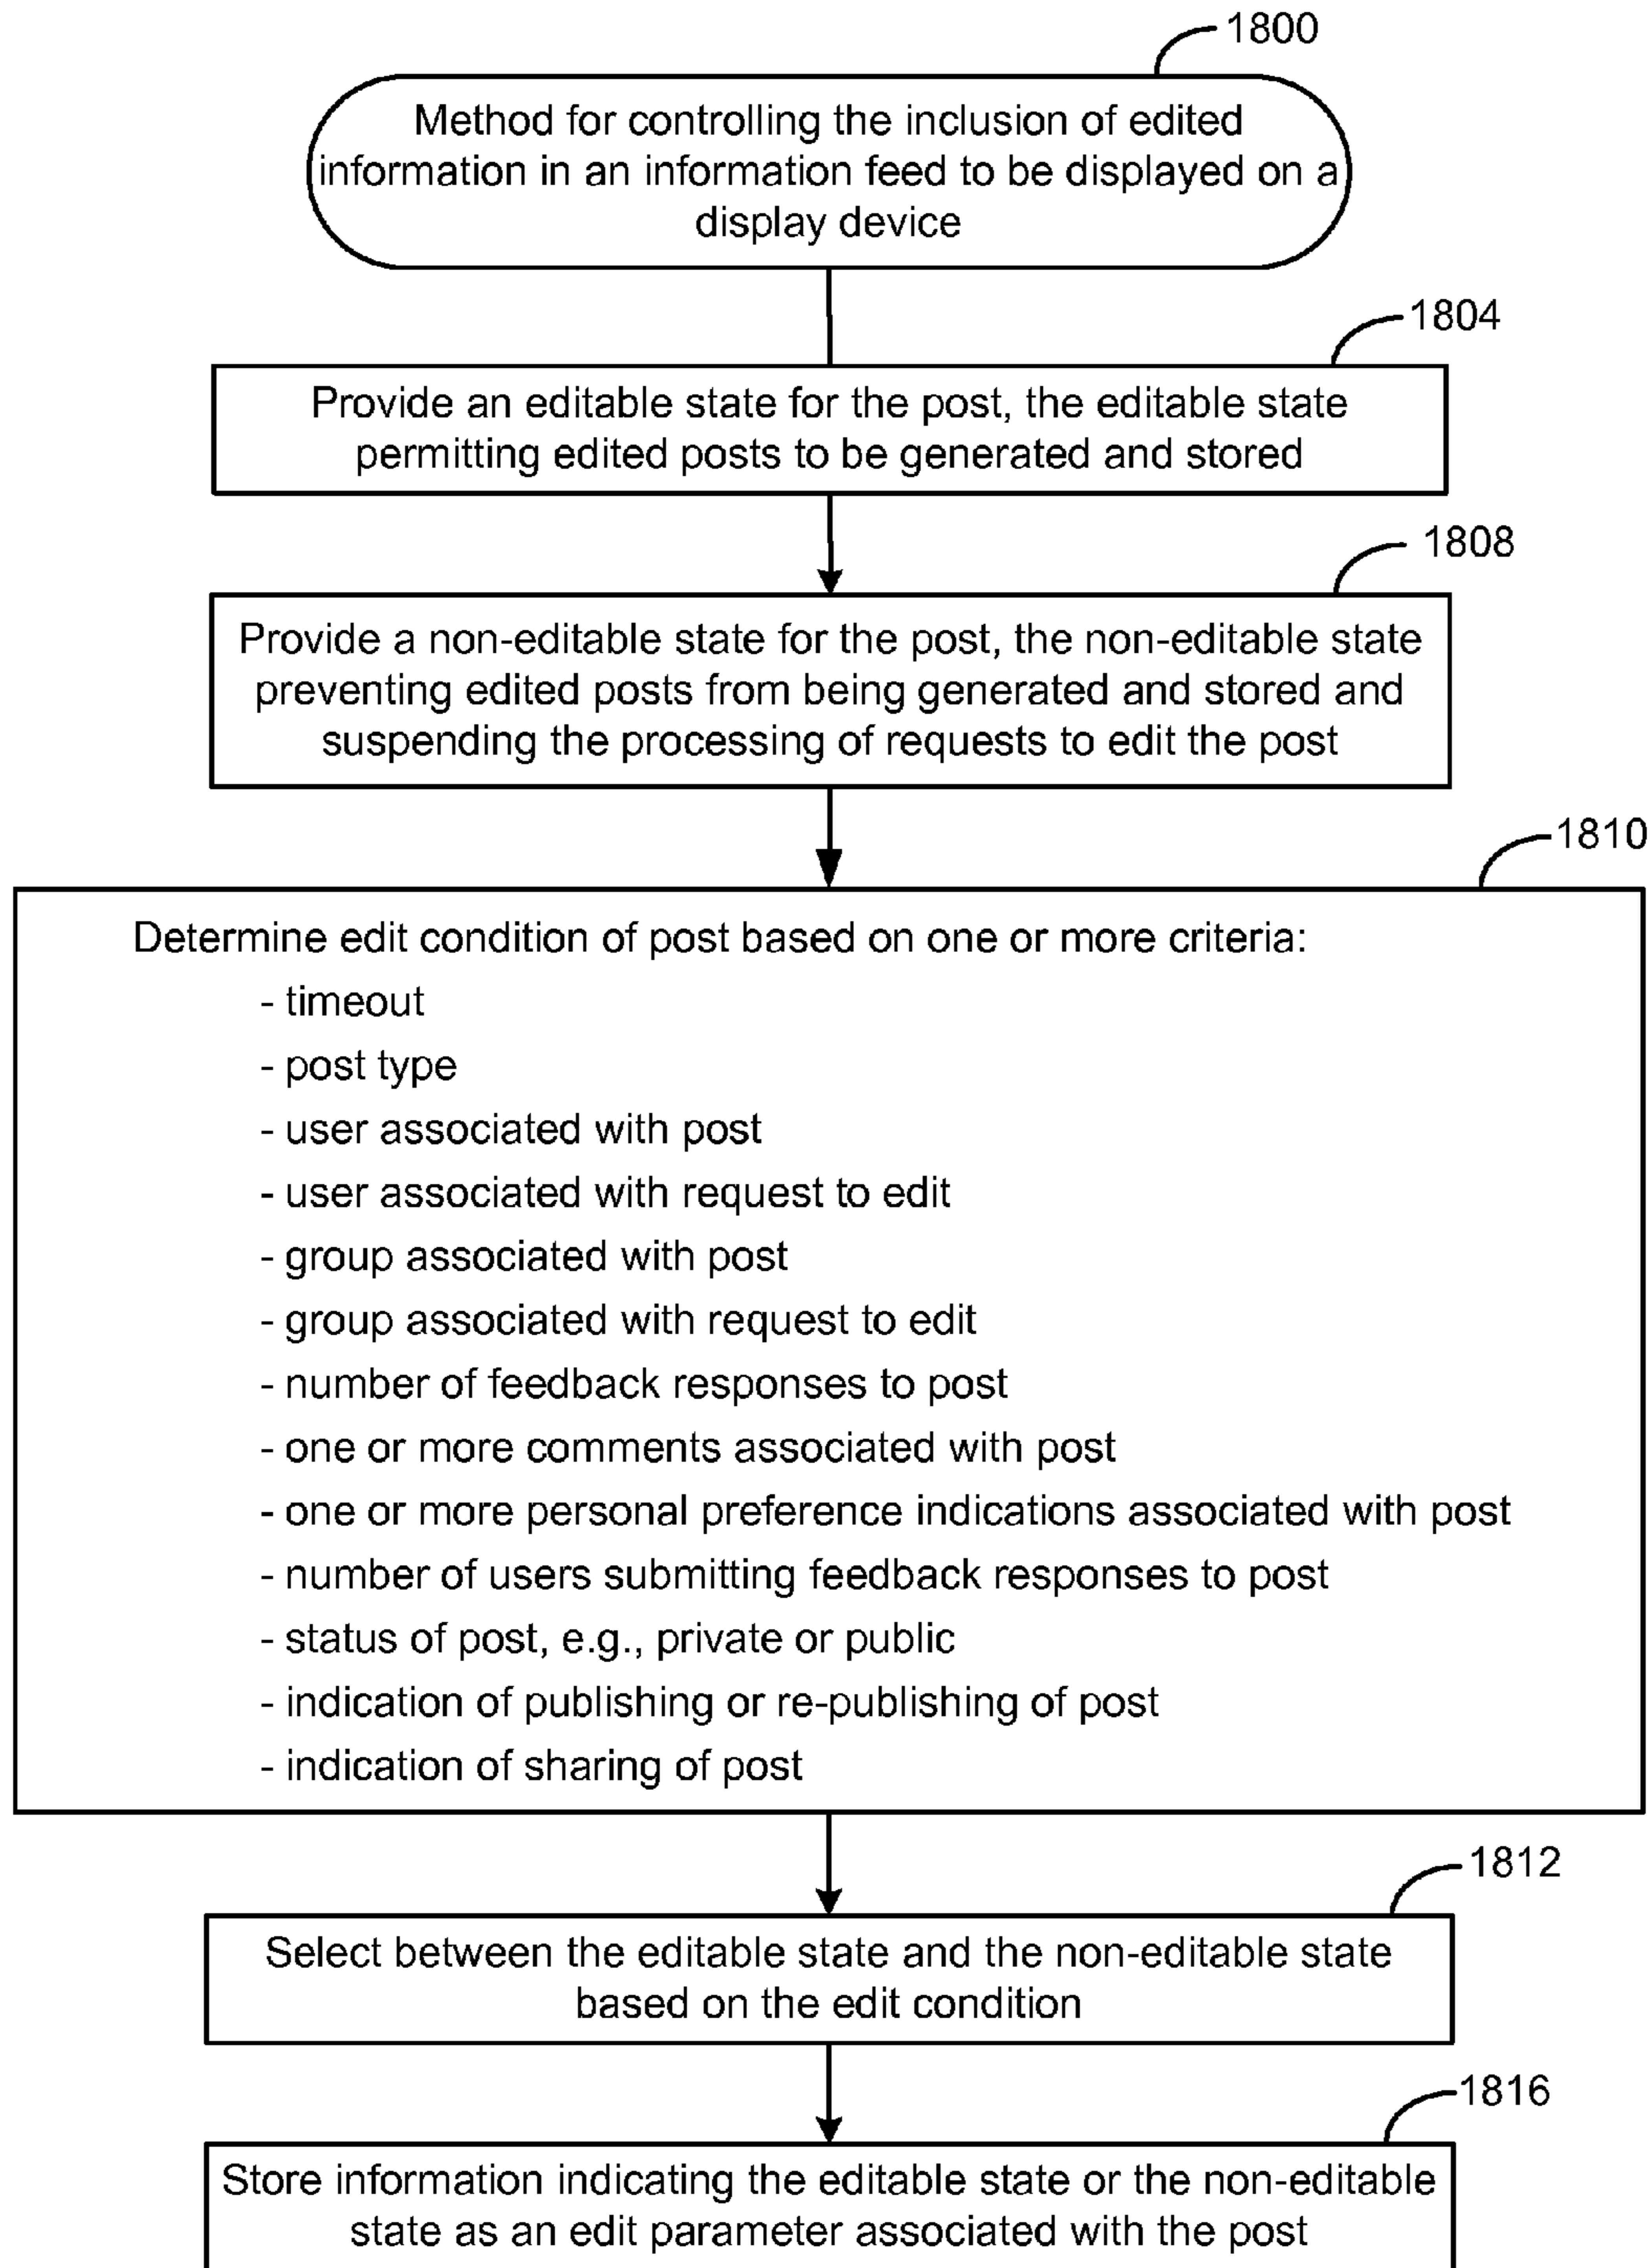 1800
Method for controlling the inclusion of edited
information in an information feed to be displayed on a
display device
1804
Provide an editable state for the post, the editable state
permitting edited posts to be generated and stored
1808
Provide a non-editable state for the post, the non-editable state
preventing edited posts from being generated and stored and
suspending the processing of requests to edit the post
1810
Determine edit condition of post based on one or more criteria:
- timeout
- post type
- user associated with post
- user associated with request to edit
- group associated with post
- group associated with request to edit
- number of feedback responses to post
- one or more comments associated with post
- one or more personal preference indications associated with post
- number of users submitting feedback responses to post
- status of post, e.g., private or public
- indication of publishing or re-publishing of post
- indication of sharing of post
1812
Select between the editable state and the non-editable state
based on the edit condition
1816
Store information indicating the editable state or the non-editable
state as an edit parameter associated with the post